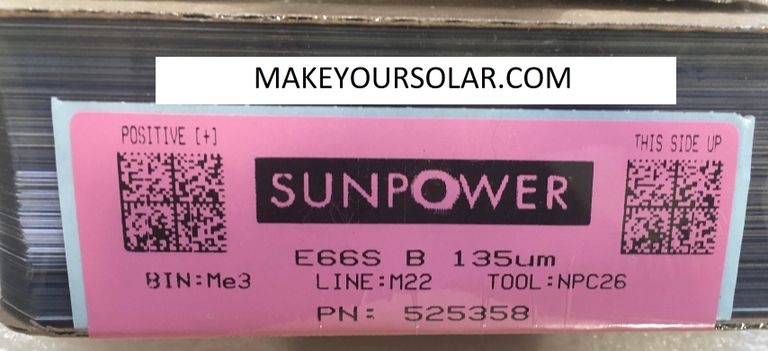 MAKEYOURSOLAR.COM
POSITIVE [+]
THIS SIDE UP
SUNPOWER
E66S B 135um
BIN:Me3 LINE:M22 TOOL:NPC26
PN: 525358